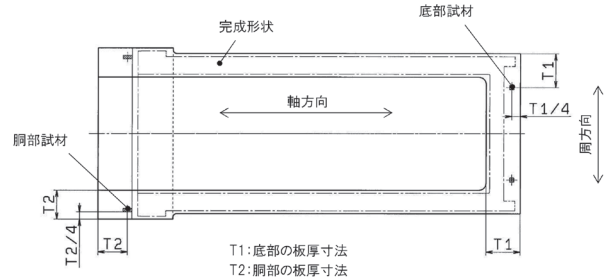 底部試材
完成形状
T1
軸方向
T1/4
周方向
胴部試材
T2
T2/4
T2
T1
T1:底部の板厚寸法
T2:胴部の板厚寸法